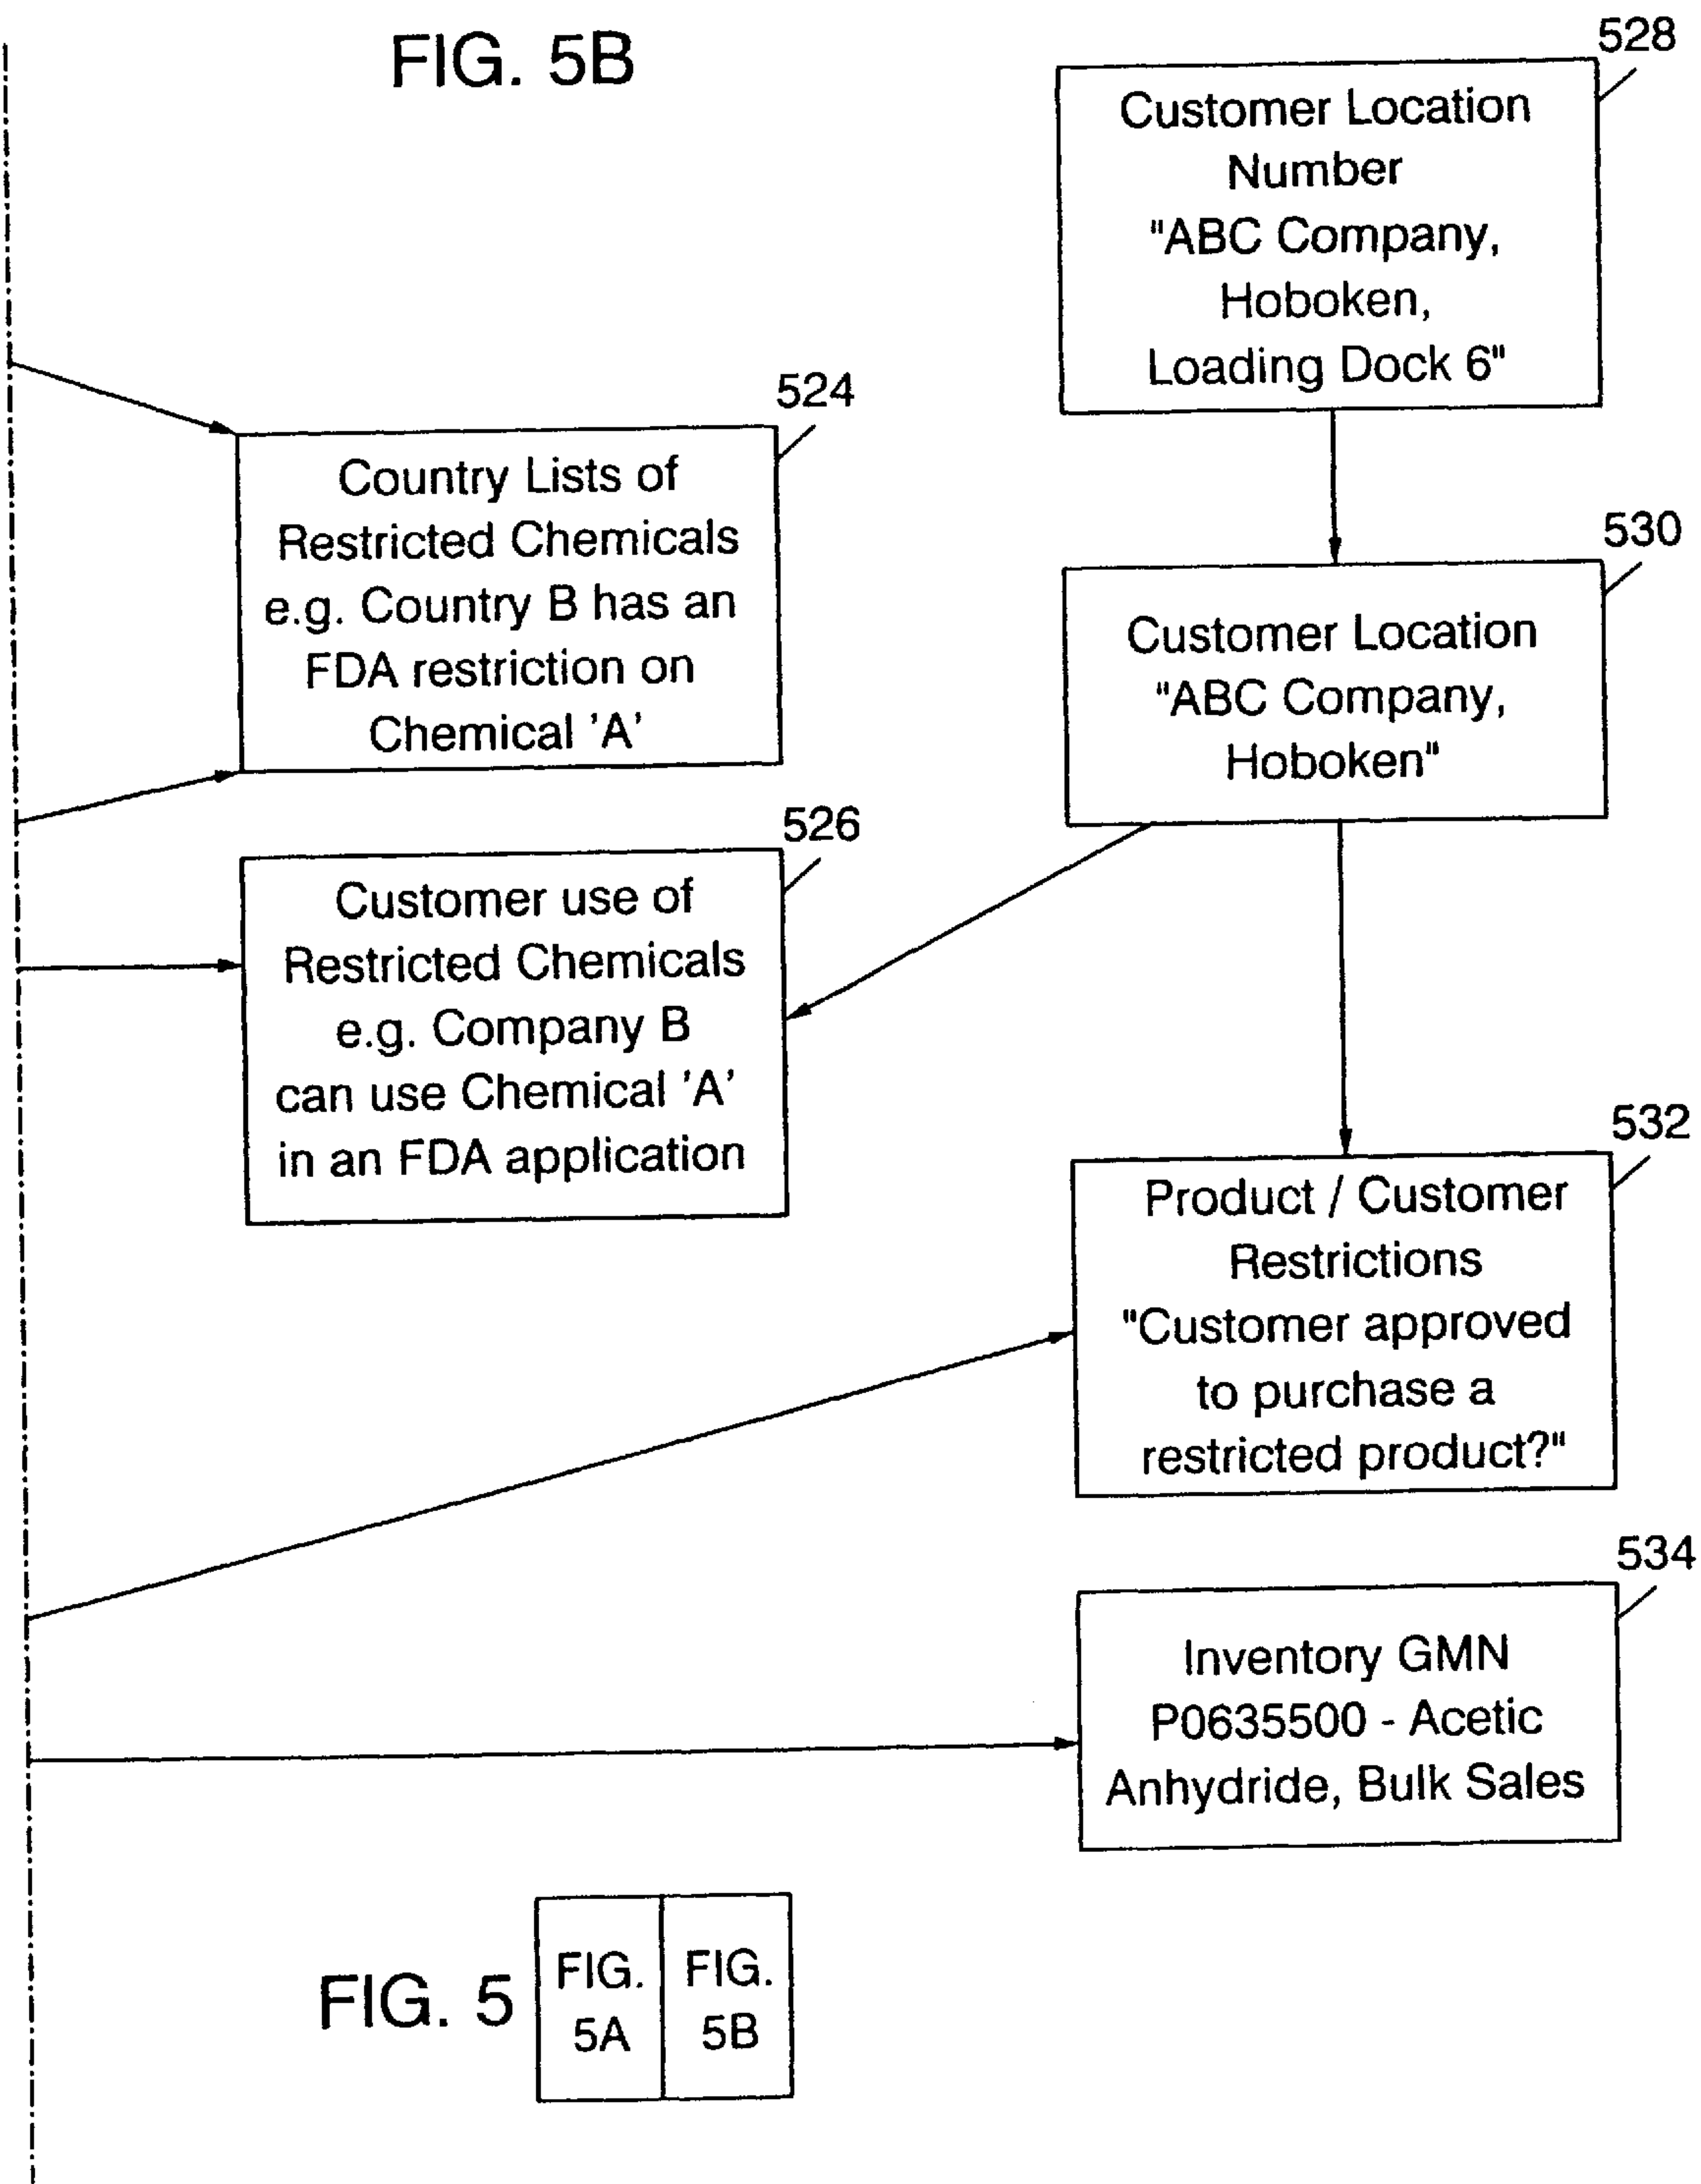 FIG. 5B
528
Customer Location
Number
"ABC Company,
Hoboken,
Loading Dock 6"
524
Country Lists of
Restricted Chemicals
e.g. Country B has an
FDA restriction on
Chemical 'A'
530
Customer Location
"ABC Company,
Hoboken"
526
Customer use of
Restricted Chemicals
e.g. Company B
can use Chemical 'A'
in an FDA application
532
Product / Customer
Restrictions
"Customer approved
to purchase a
restricted product?"
534
Inventory GMN
P0635500 - Acetic
Anhydride, Bulk Sales
FIG. 5
FIG.
5A
FIG.
5B